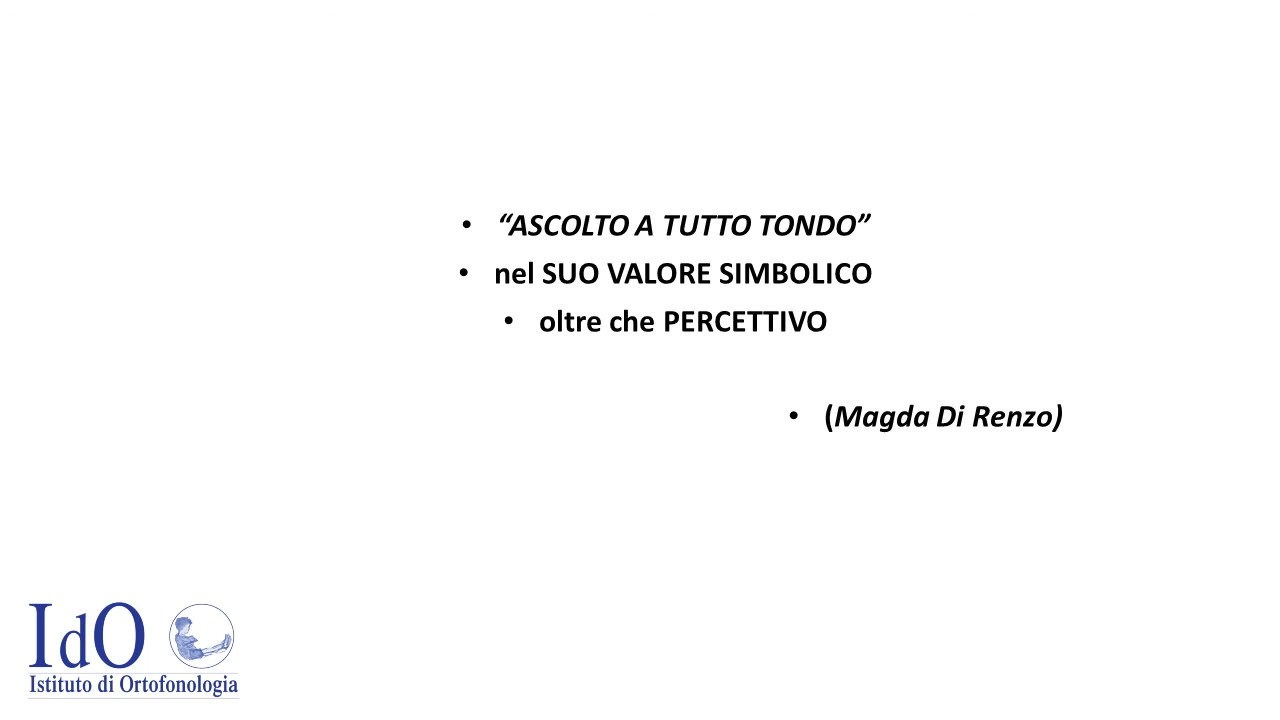 • “ASCOLTO A TUTTO TONDO”
• nel SUO VALORE SIMBOLICO
• oltre che PERCETTIVO
• (Magda Di Renzo)
IdO
Istituto di Ortofonologia